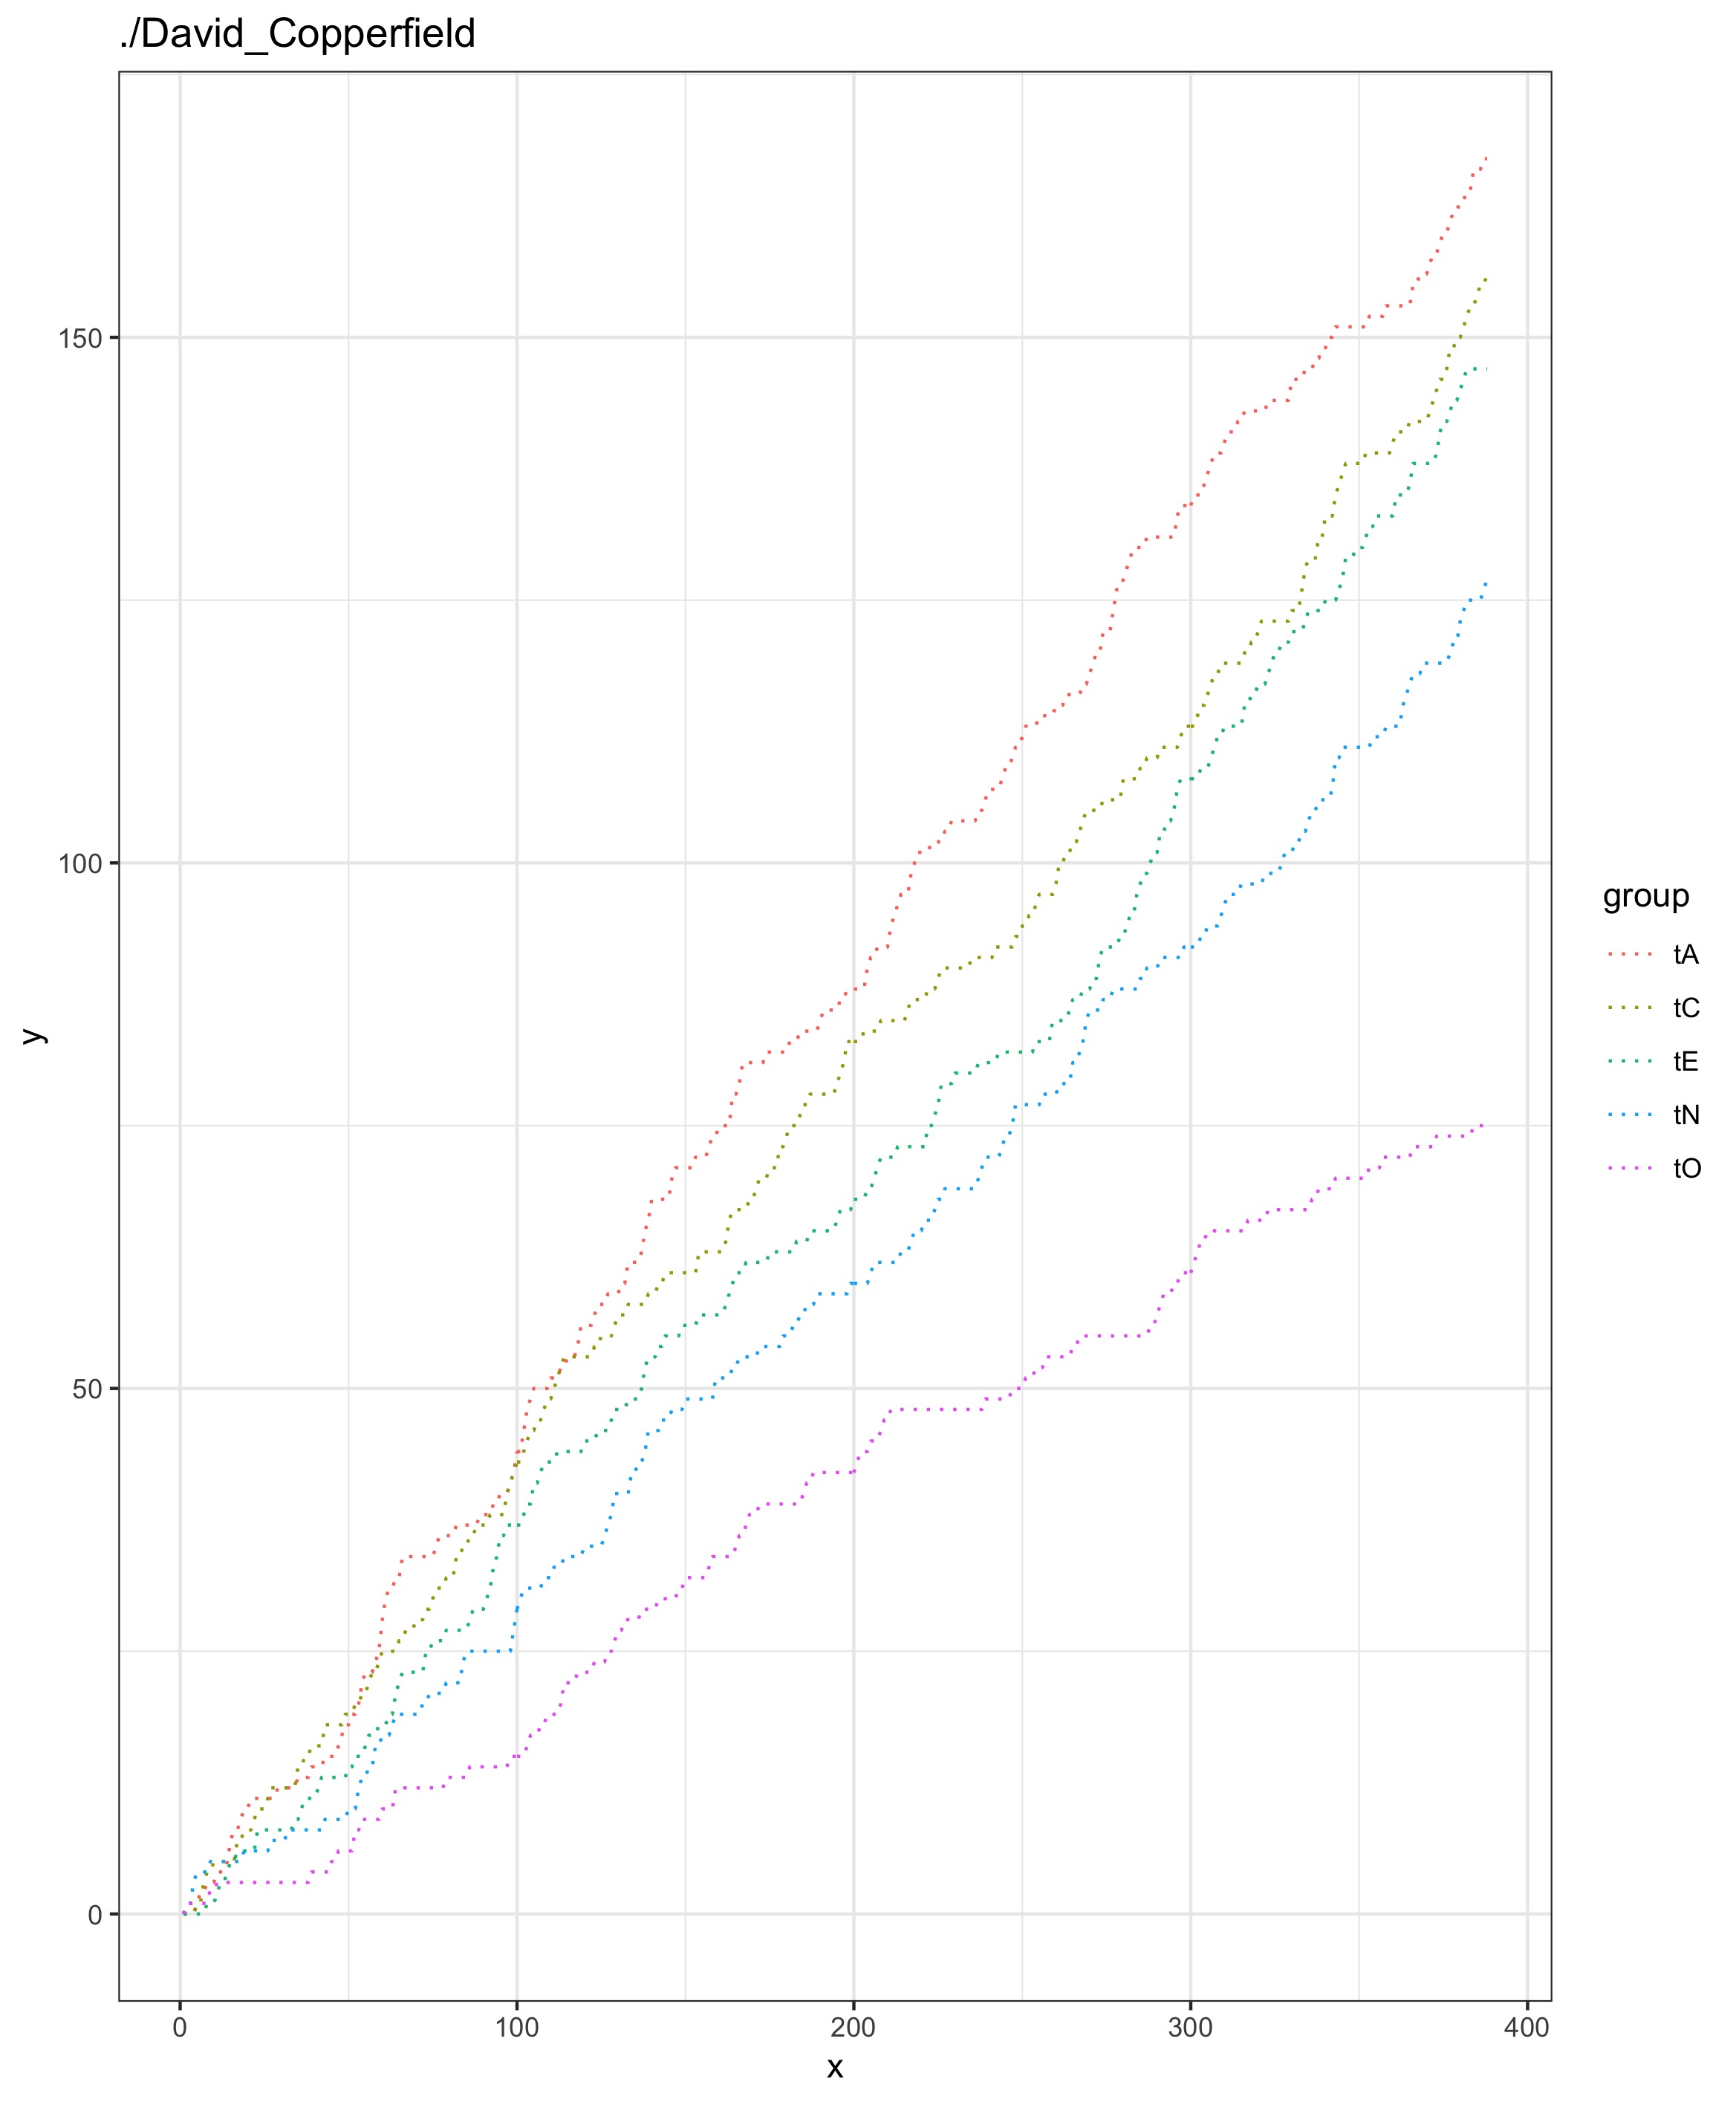 ./David_Copperfield
150
100
50
0
y
0 100 200 300 400
x
group
tA
tC
tE
tN
tO